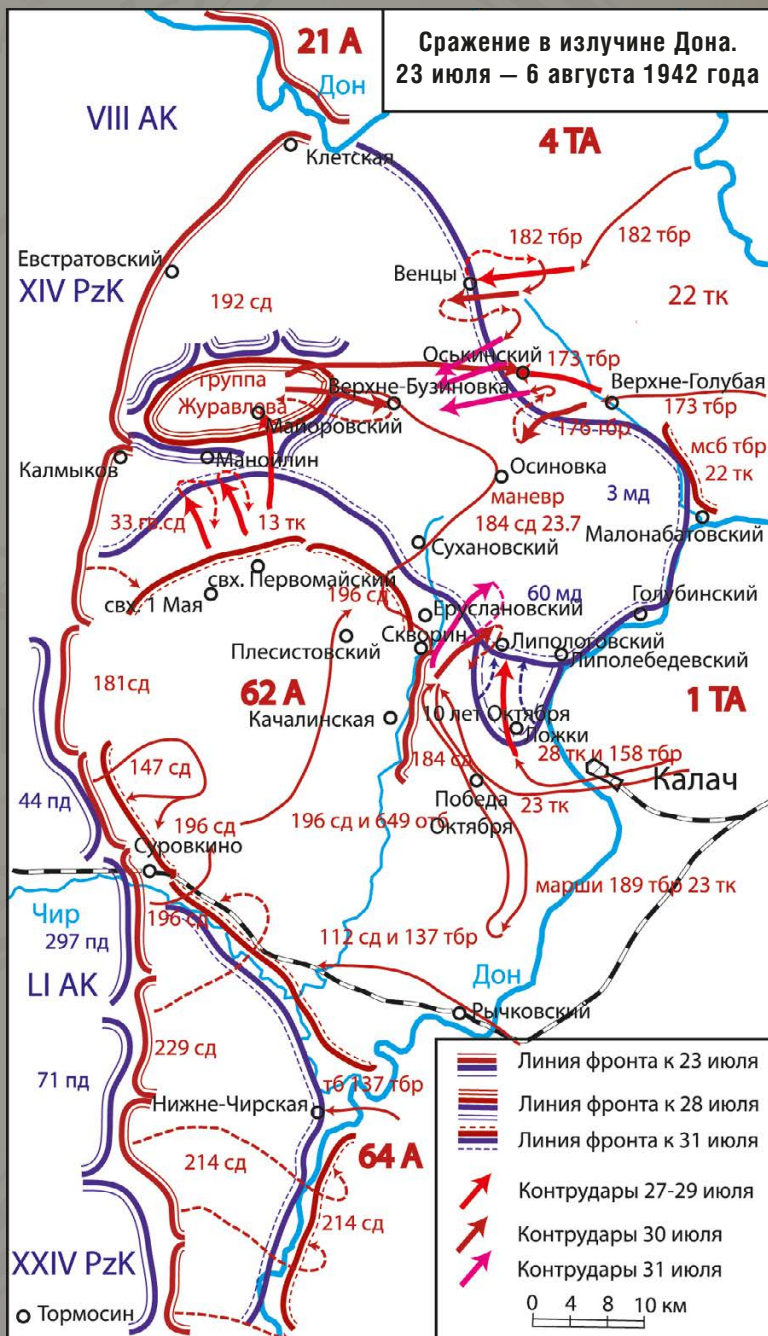 Сражение в излучине Дона.
23 июля — 6 августа 1942 года
21 А
Дон
VIII АК
Клетская
4 ТА
182 тбр
182 тбр
Евстратовский
Венцы
XIV PzK
192 сд
22 тк
Оськинский
173 тбр
группа
Журавлева
Верхне-Бузиновка
Верхне-Голубая
173 тбр
Майоровский
176 тбр
мсб тбр
22 тк
Калмыков
Манойлин
Осиновка
маневр
184 сд 23.7
3 мд
33 гв.сд
13 тк
Малонабатовский
Сухановский
свх. Первомайский
свх. 1 Мая
196 сд
60 мд
Голубинский
Еруслановский
Плесистовский
Скворин
Липологовский
Липолебедевский
181сд
62 А
1 ТА
Качалинская
10 лет Октября
Ложки
184 сд
28 тк и 158 тбр
Калач
147 сд
44 пд
Победа
Октября
23 тк
196 сд
196 сд и 649 отб
Суровкино
марши 189 тбр 23 тк
Чир
196 сд
297 пд
112 сд и 137 тбр
Дон
LI АК
Рычковский
229 сд
71 пд
тб 137 тбр
Нижне-Чирская
64 А
214 сд
214 сд
XXIV PzK
Тормосин
Линия фронта к 23 июля
Линия фронта к 28 июля
Линия фронта к 31 июля
Контрудары 27-29 июля
Контрудары 30 июля
Контрудары 31 июля
0 4 8 10 км